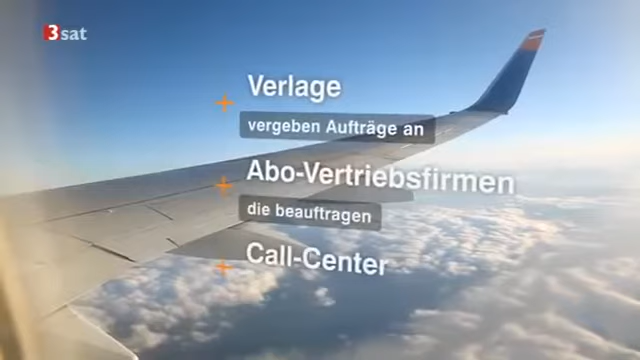 3sat
Verlage
vergeben Aufträge an
Abo-Vertriebsfirmen
die beauftragen
Call-Center